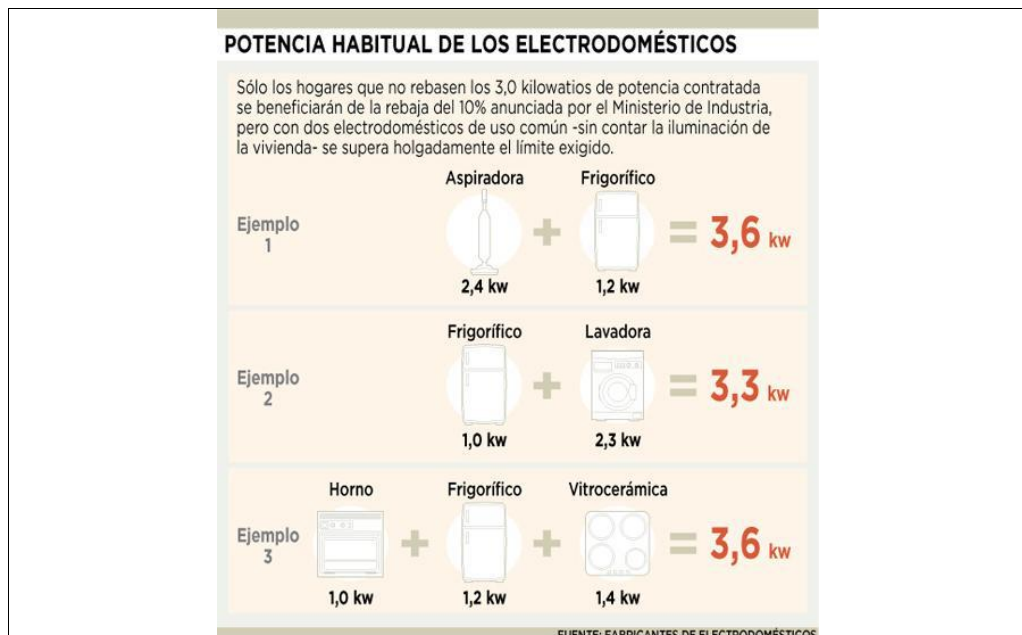 POTENCIA HABITUAL DE LOS ELECTRODOMÉSTICOS
Sólo los hogares que no rebasen los 3,0 kilowatios de potencia contratada
se beneficiarán de la rebaja del 10% anunciada por el Ministerio de Industria,
pero con dos electrodomésticos de uso común -sin contar la iluminación de
la vivienda- se supera holgadamente el límite exigido.
Aspiradora Frigorífico
Ejemplo
1
+ = 3,6 kw
2,4 kw 1,2 kw
Frigorífico Lavadora
Ejemplo
2
+ = 3,3 kw
1,0 kw 2,3 kw
Horno Frigorífico Vitrocerámica
Ejemplo
3
+ + = 3,6 kw
1,0 kw 1,2 kw 1,4 kw
FUENTE: FABRICANTES DE ELECTRODOMÉSTICOS